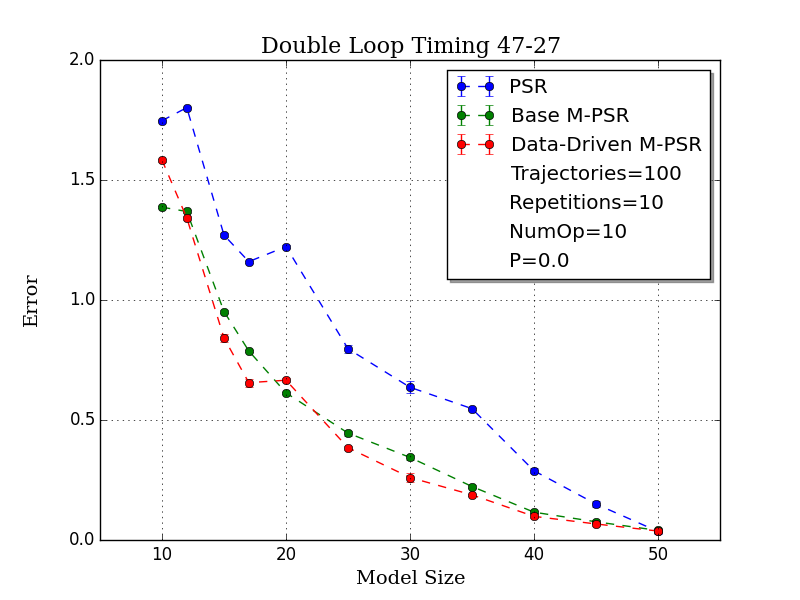 Double Loop Timing 47-27
2.0
1.5
1.0
0.5
0.0
Error
10
20
30
40
50
Model Size
PSR
Base M-PSR
Data-Driven M-PSR
Trajectories=100
Repetitions=10
NumOp=10
P=0.0